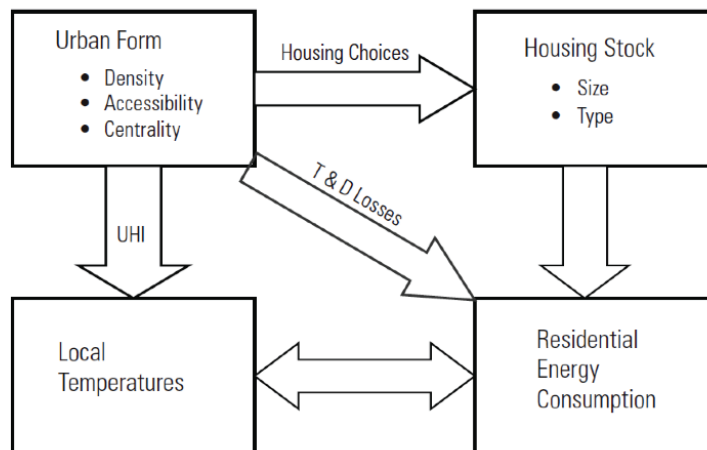 Urban Form
• Density
• Accessibility
• Centrality
Housing Choices
Housing Stock
• Size
• Type
T & D Losses
UHI
Local
Temperatures
Residential
Energy
Consumption